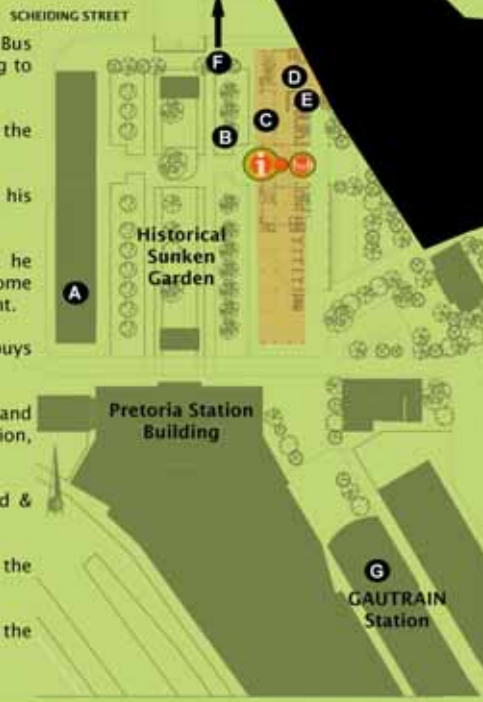 SCHEIDING STREET
Bus
g to
the
his
he
ome
nt.
buys
and
ion,
d &
the
the
F
D
E
C
B
i
A
Historical
Sunken
Garden
Pretoria Station
Building
G
GAUTRAIN
Station